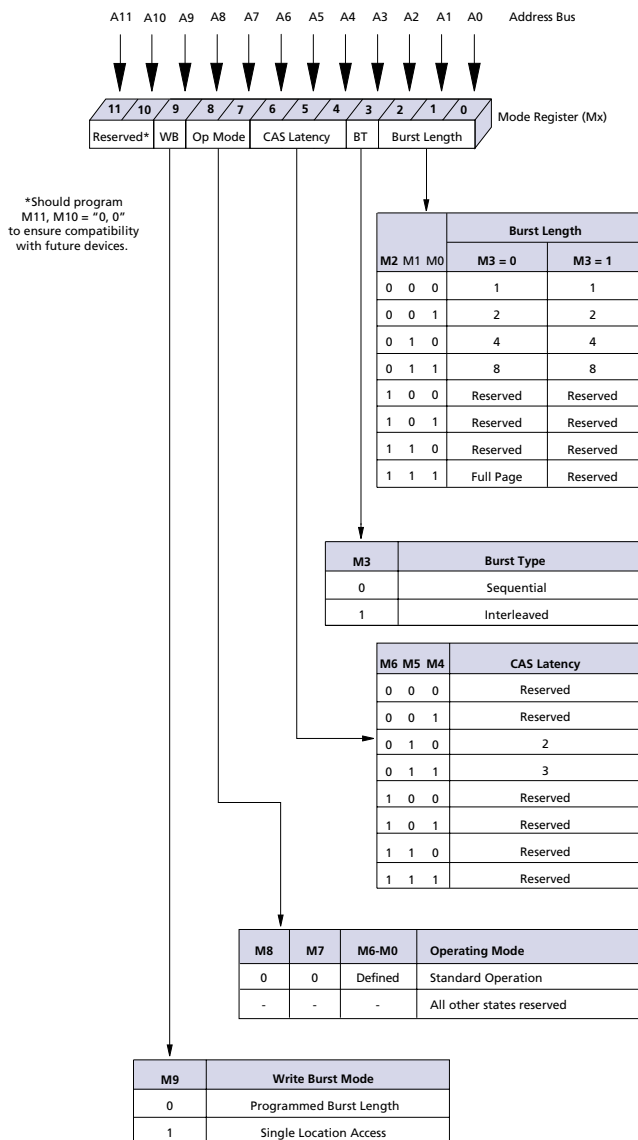 A11 A10 A9 A8 A7 A6 A5 A4 A3 A2 A1 A0 Address Bus
11 10 9 8 7 6 5 4 3 2 1 0
Mode Register (Mx)
Reserved* WB Op Mode CAS Latency BT Burst Length
*Should program
M11, M10 = “0, 0”
to ensure compatibility
with future devices.
Burst Length
M2 M1 M0 M3 = 0 M3 = 1
0 0 0 1 1
0 0 1 2 2
0 1 0 4 4
0 1 1 8 8
1 0 0 Reserved Reserved
1 0 1 Reserved Reserved
1 1 0 Reserved Reserved
1 1 1 Full Page Reserved
M3 Burst Type
0 Sequential
1 Interleaved
M6 M5 M4 CAS Latency
0 0 0 Reserved
0 0 1 Reserved
0 1 0 2
0 1 1 3
1 0 0 Reserved
1 0 1 Reserved
1 1 0 Reserved
1 1 1 Reserved
M8 M7 M6-M0 Operating Mode
0 0 Defined Standard Operation
- - - All other states reserved
M9 Write Burst Mode
0 Programmed Burst Length
1 Single Location Access